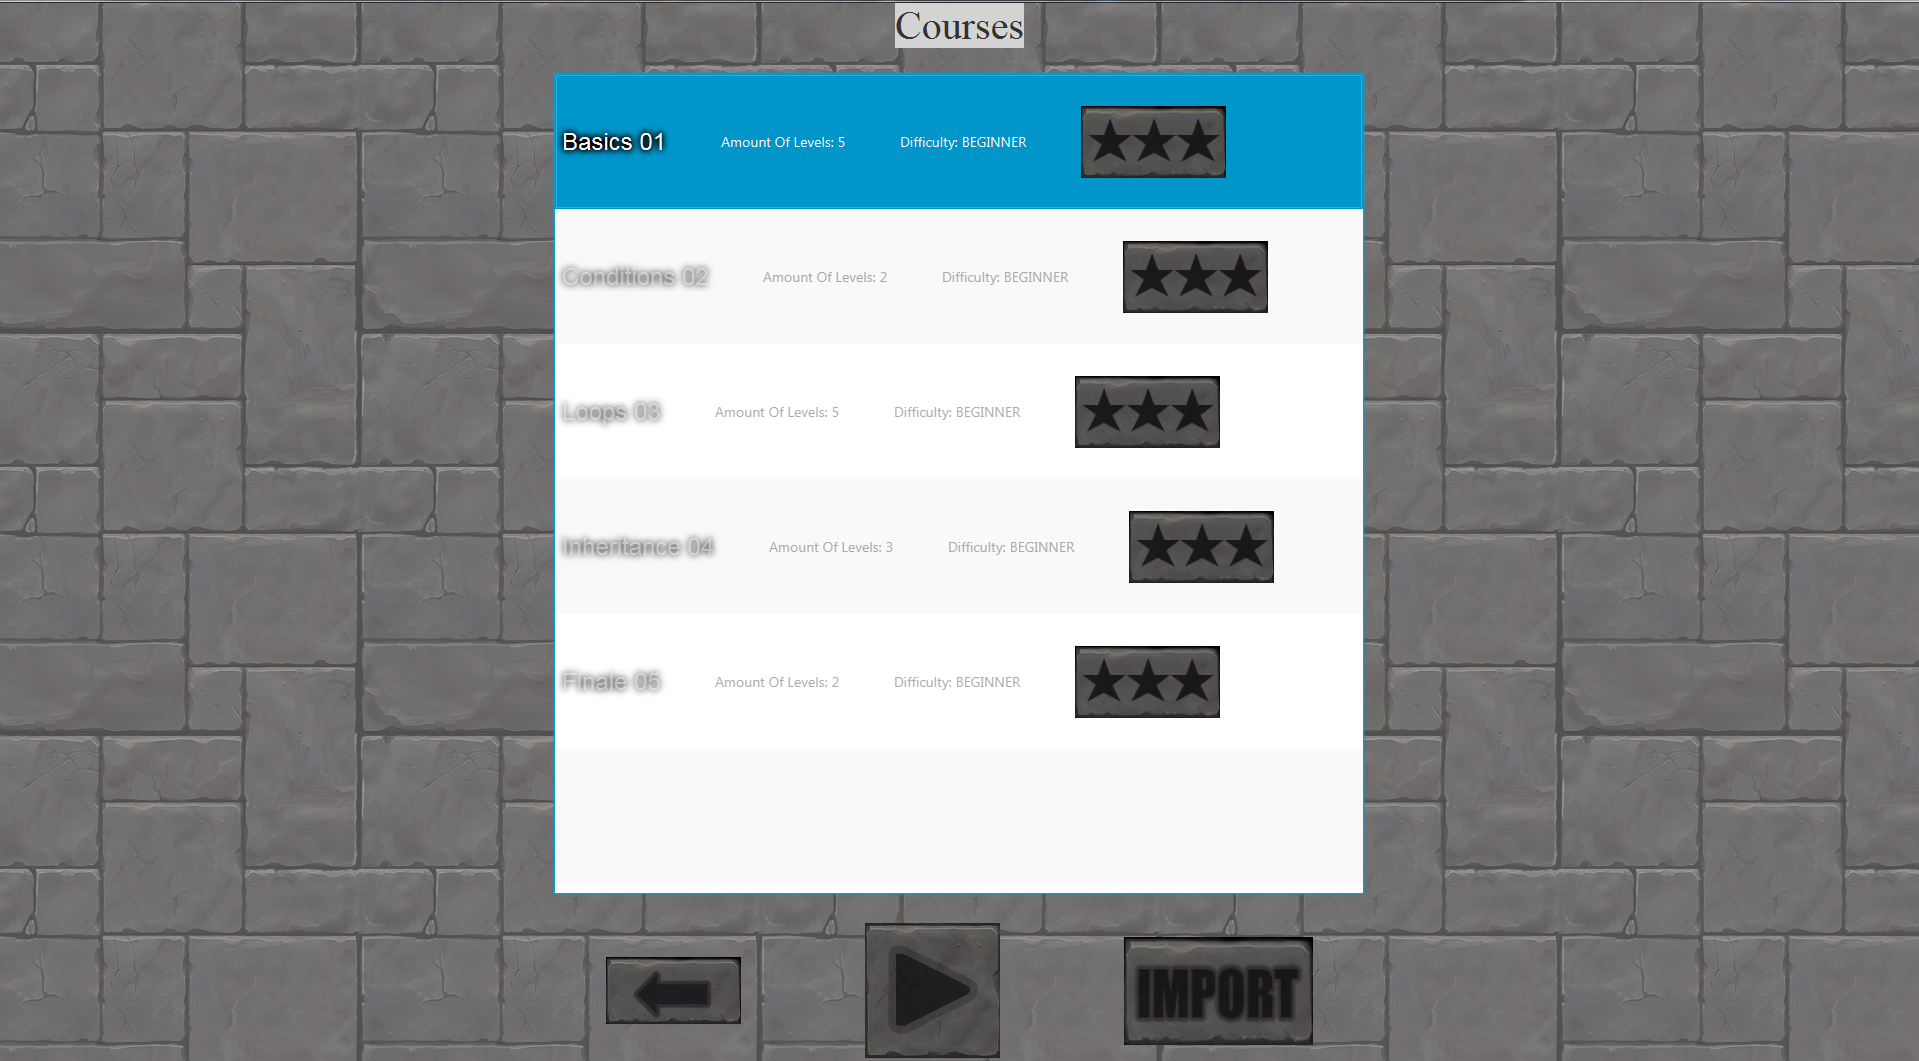 Courses
Basics 01 Amount Of Levels: 5 Difficulty: BEGINNER
Conditions 02 Amount Of Levels: 2 Difficulty: BEGINNER
Loops 03 Amount Of Levels: 5 Difficulty: BEGINNER
Inheritance 04 Amount Of Levels: 3 Difficulty: BEGINNER
Finale 05 Amount Of Levels: 2 Difficulty: BEGINNER
IMPORT